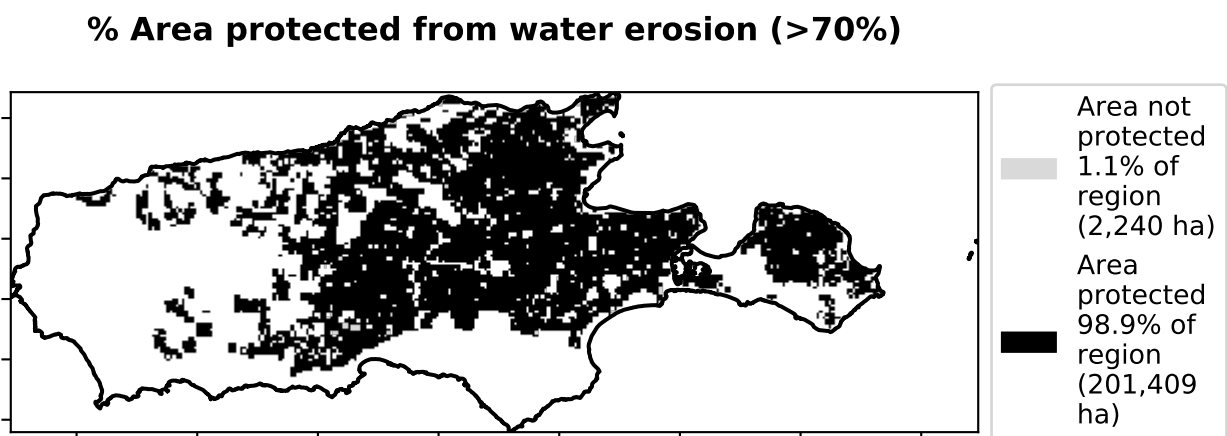 % Area protected from water erosion (>70%)
Area not
protected
1.1% of
region
(2,240 ha)
Area
protected
98.9% of
region
(201,409
ha)